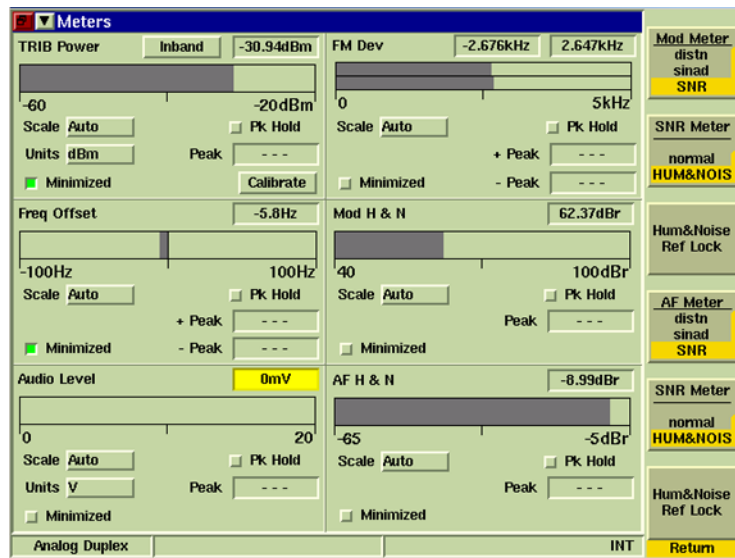 Meters
TRIB Power Inband -30.94dBm
-60 -20dBm
Scale Auto Pk Hold
Units dBm Peak - - -
Minimized Calibrate
FM Dev -2.676kHz 2.647kHz
0 5kHz
Scale Auto Pk Hold
+ Peak - - -
Minimized - Peak - - -
Freq Offset -5.8Hz
-100Hz 100Hz
Scale Auto Pk Hold
+ Peak - - -
Minimized - Peak - - -
Mod H & N 62.37dBr
40 100dBr
Scale Auto Pk Hold
Peak - - -
Minimized
Audio Level 0mV
0 20
Scale Auto Pk Hold
Units V Peak - - -
Minimized
AF H & N -8.99dBr
-65 -5dBr
Scale Auto Pk Hold
Peak - - -
Minimized
Analog Duplex INT
Mod Meter
distn
sinad
SNR
SNR Meter
normal
HUM&NOIS
Hum&Noise
Ref Lock
AF Meter
distn
sinad
SNR
SNR Meter
normal
HUM&NOIS
Hum&Noise
Ref Lock
Return